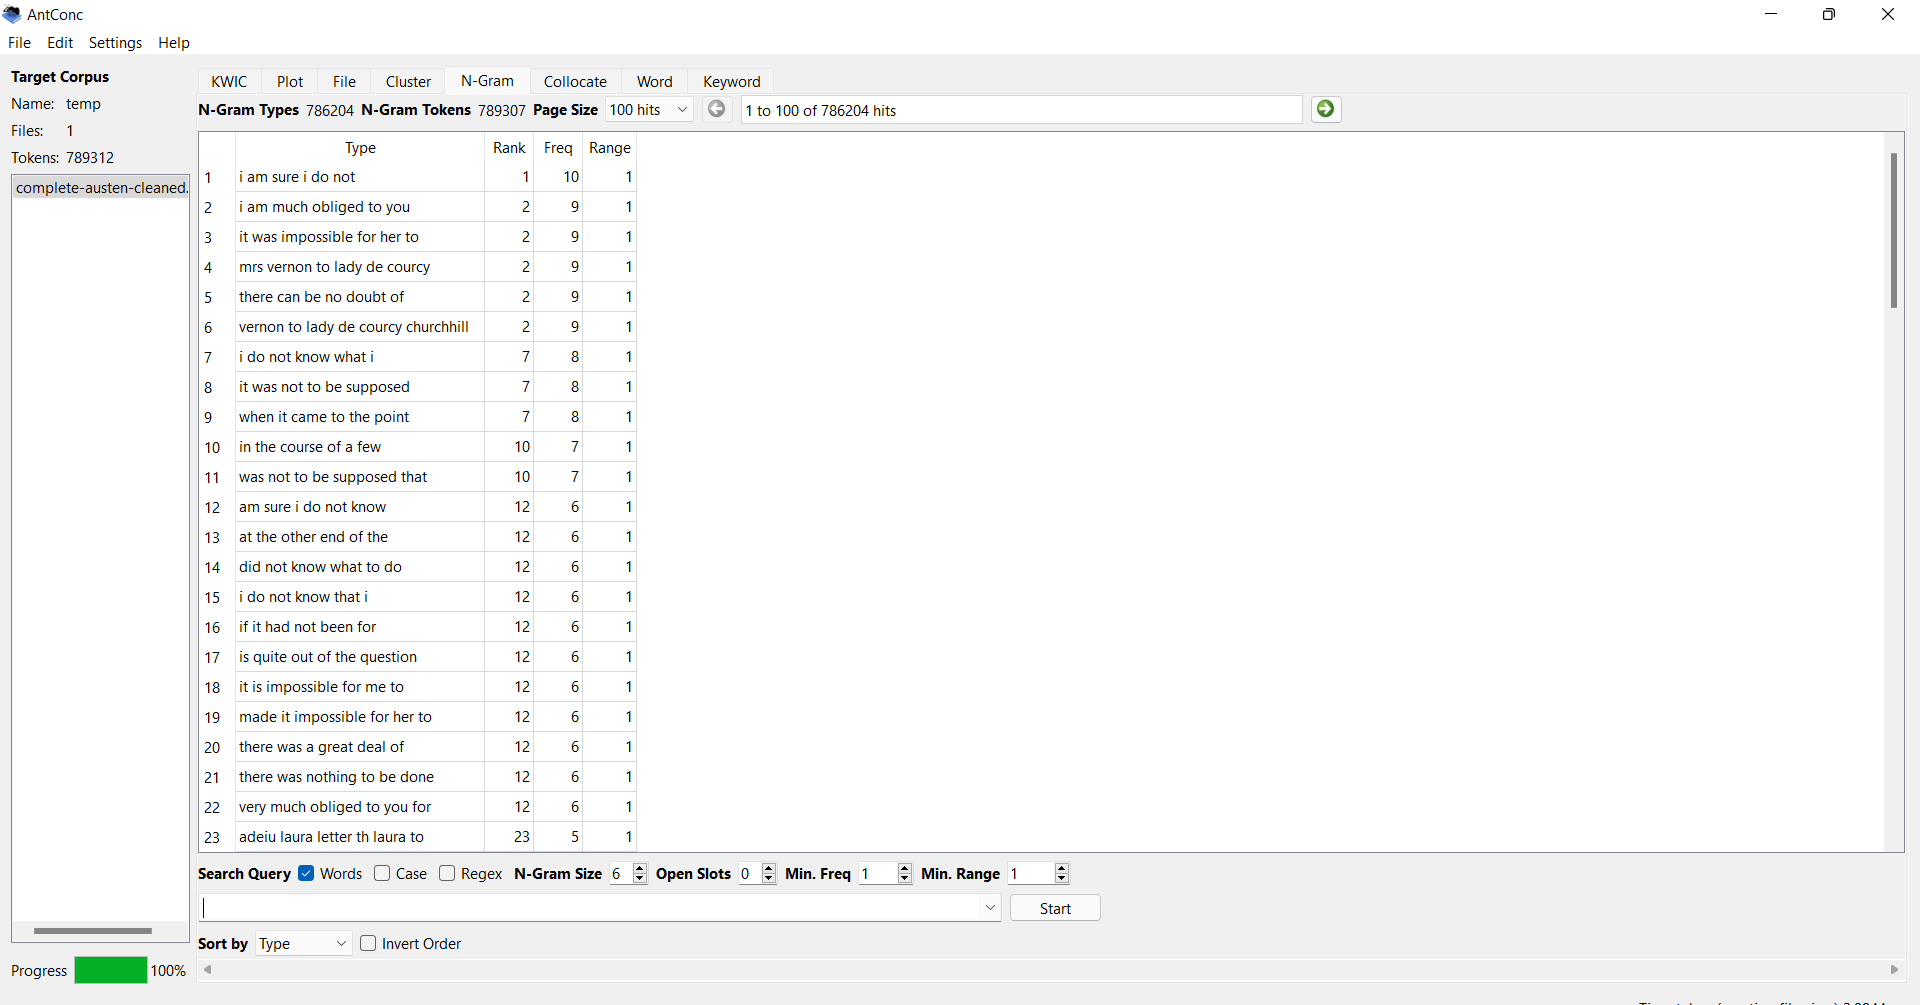 AntConc
File Edit Settings Help
Target Corpus
Name: temp
Files: 1
Tokens: 789312
complete-austen-cleaned.
Progress 100%
KWIC Plot File Cluster N-Gram Collocate Word Keyword
N-Gram Types 786204 N-Gram Tokens 789307 Page Size 100 hits 1 to 100 of 786204 hits
Type Rank Freq Range
1 i am sure i do not 1 10 1
2 i am much obliged to you 2 9 1
3 it was impossible for her to 2 9 1
4 mrs vernon to lady de courcy 2 9 1
5 there can be no doubt of 2 9 1
6 vernon to lady de courcy churchhill 2 9 1
7 i do not know what i 7 8 1
8 it was not to be supposed 7 8 1
9 when it came to the point 7 8 1
10 in the course of a few 10 7 1
11 was not to be supposed that 10 7 1
12 am sure i do not know 12 6 1
13 at the other end of the 12 6 1
14 did not know what to do 12 6 1
15 i do not know that i 12 6 1
16 if it had not been for 12 6 1
17 is quite out of the question 12 6 1
18 it is impossible for me to 12 6 1
19 made it impossible for her to 12 6 1
20 there was a great deal of 12 6 1
21 there was nothing to be done 12 6 1
22 very much obliged to you for 12 6 1
23 adeiu laura letter th laura to 23 5 1
Search Query Words Case Regex N-Gram Size 6 Open Slots 0 Min. Freq 1 Min. Range 1
Start
Sort by Type Invert Order